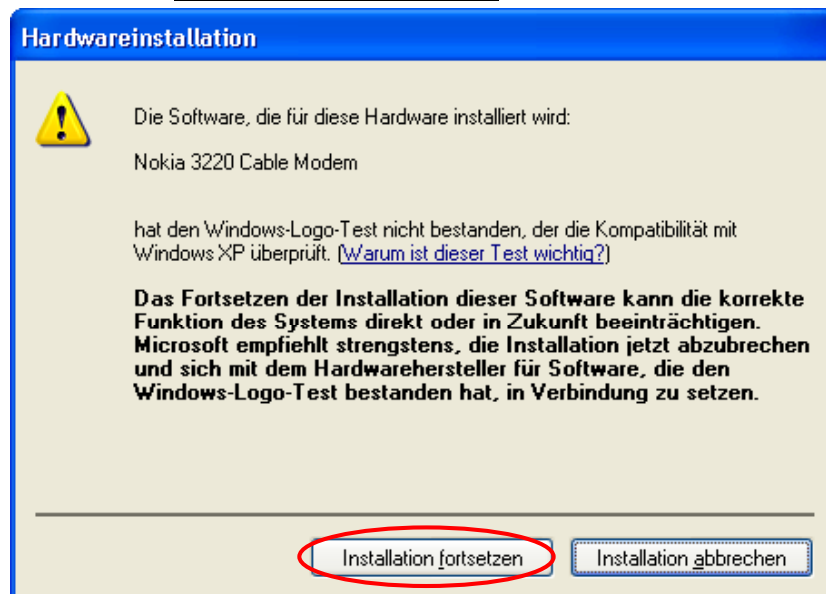 Hardwareinstallation
Die Software, die für diese Hardware installiert wird:
Nokia 3220 Cable Modem
hat den Windows-Logo-Test nicht bestanden, der die Kompatibilität mit
Windows XP überprüft. (Warum ist dieser Test wichtig?)
Das Fortsetzen der Installation dieser Software kann die korrekte
Funktion des Systems direkt oder in Zukunft beeinträchtigen.
Microsoft empfiehlt strengstens, die Installation jetzt abzubrechen
und sich mit dem Hardwarehersteller für Software, die den
Windows-Logo-Test bestanden hat, in Verbindung zu setzen.
Installation fortsetzen
Installation abbrechen